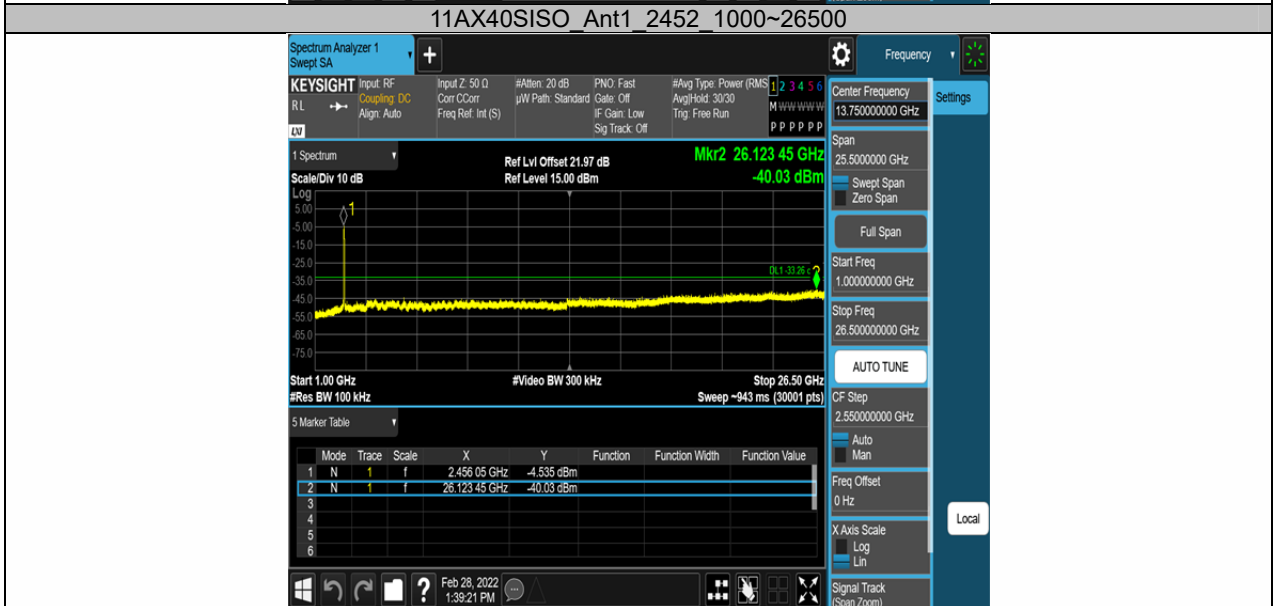 11AX40SISO_Ant1_2452_1000~26500
Spectrum Analyzer 1
Swept SA
+
Frequency
KEYSIGHT
Input: RF
Input Z: 50 Ω
#Atten: 20 dB
PNO: Fast
#Avg Type: Power (RMS
1 2 3 4 5 6
RL
Coupling: DC
Corr CCorr
µW Path: Standard
Gate: Off
Avg|Hold: 30/30
M W W W W W
Align: Auto
Freq Ref: Int (S)
IF Gain: Low
Trig: Free Run
Sig Track: Off
P P P P P P
LXI
Center Frequency
13.750000000 GHz
Settings
1 Spectrum
Ref Lvl Offset 21.97 dB
Mkr2 26.123 45 GHz
Scale/Div 10 dB
Ref Level 15.00 dBm
-40.03 dBm
Log
5.00
-5.00
-15.0
-25.0
-35.0
-45.0
-55.0
-65.0
-75.0
1
DL1 -33.26
2
Start 1.00 GHz
#Video BW 300 kHz
Stop 26.50 GHz
#Res BW 100 kHz
Sweep ~943 ms (30001 pts)
Span
25.5000000 GHz
Swept Span
Zero Span
Full Span
Start Freq
1.000000000 GHz
Stop Freq
26.500000000 GHz
AUTO TUNE
CF Step
2.550000000 GHz
Auto
Man
Freq Offset
0 Hz
X Axis Scale
Log
Lin
Signal Track
(Span Zoom)
Local
5 Marker Table
Mode Trace Scale X Y Function Function Width Function Value
1 N 1 f 2.456 05 GHz -4.535 dBm
2 N 1 f 26.123 45 GHz -40.03 dBm
3
4
5
6
?
Feb 28, 2022
1:39:21 PM